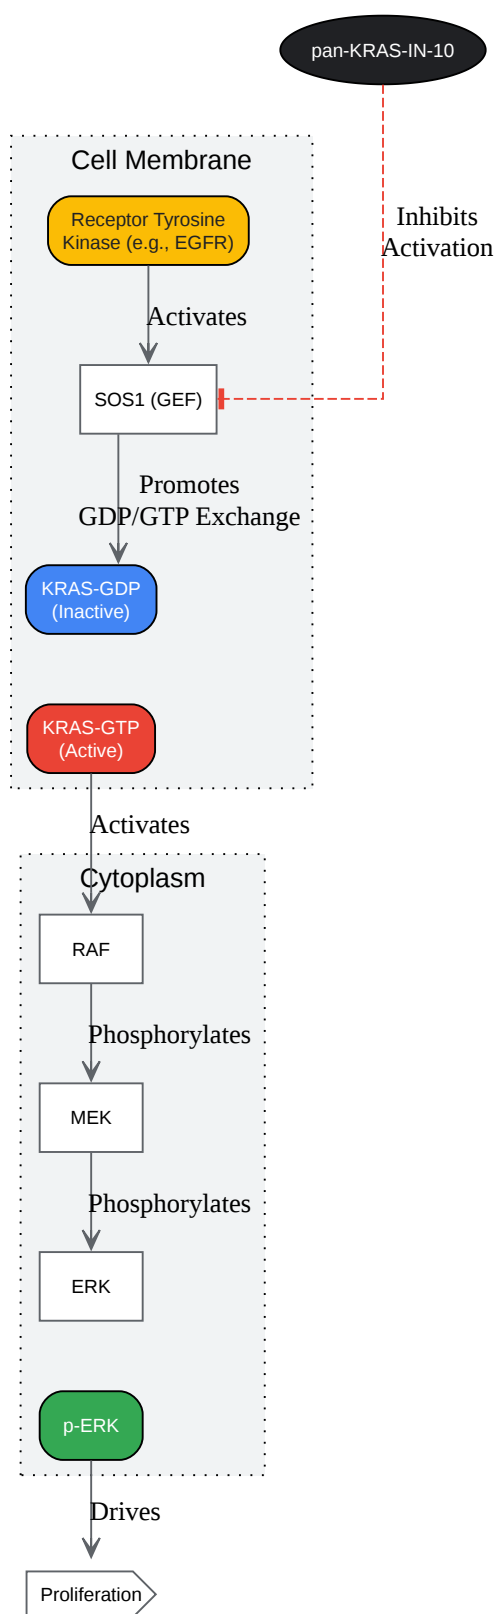 pan-KRAS-IN-10
Cell Membrane
Receptor Tyrosine
Kinase (e.g., EGFR)
Inhibits
Activation
Activates
SOS1 (GEF)
Promotes
GDP/GTP Exchange
KRAS-GDP
(Inactive)
KRAS-GTP
(Active)
Activates
Cytoplasm
RAF
Phosphorylates
MEK
Phosphorylates
ERK
p-ERK
Drives
Proliferation